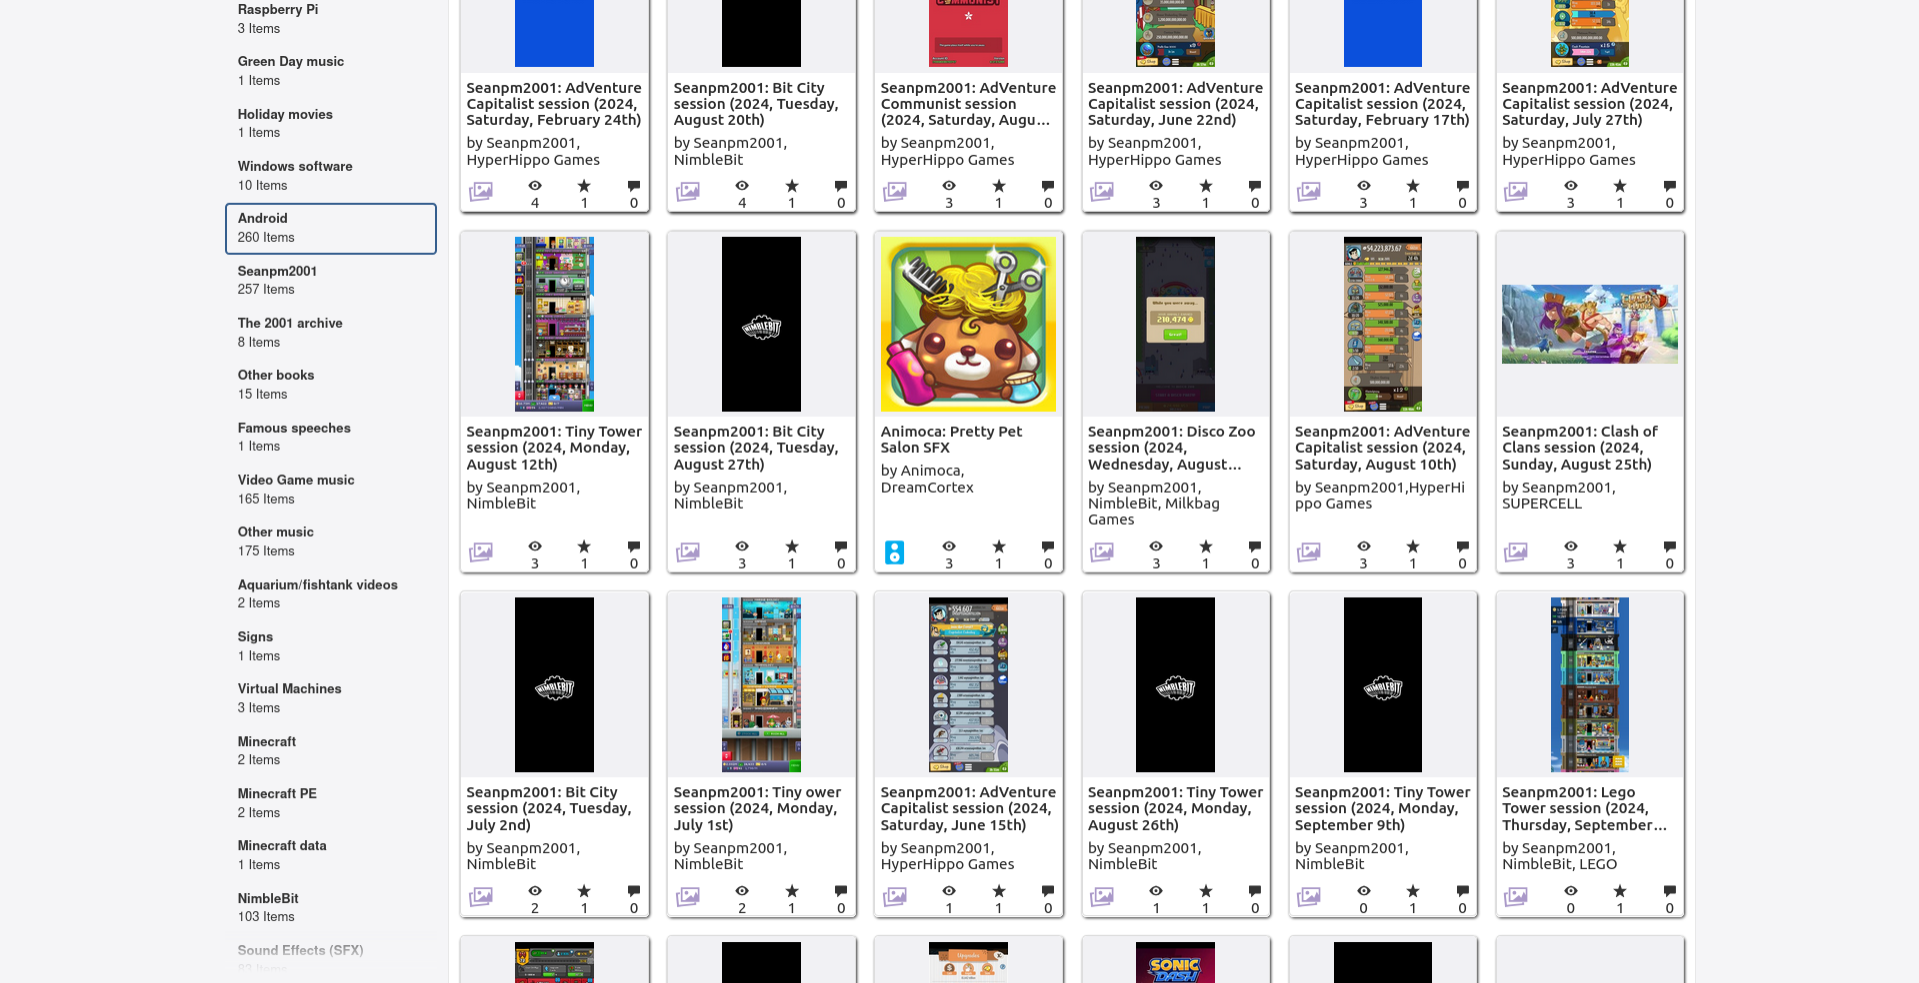 Raspberry Pi
3 Items
Green Day music
1 Items
Holiday movies
1 Items
Windows software
10 Items
Android
260 Items
Seanpm2001
257 Items
The 2001 archive
8 Items
Other books
15 Items
Famous speeches
1 Items
Video Game music
165 Items
Other music
175 Items
Aquarium/fishtank videos
2 Items
Signs
1 Items
Virtual Machines
3 Items
Minecraft
2 Items
Minecraft PE
2 Items
Minecraft data
1 Items
NimbleBit
103 Items
Sound Effects (SFX)
Seanpm2001: AdVenture
Capitalist session (2024,
Saturday, February 24th)
by Seanpm2001,
HyperHippo Games
4 1 0
Seanpm2001: Bit City
session (2024, Tuesday,
August 20th)
by Seanpm2001,
NimbleBit
4 1 0
Seanpm2001: AdVenture
Communist session
(2024, Saturday, Augu...
by Seanpm2001,
HyperHippo Games
3 1 0
Seanpm2001: AdVenture
Capitalist session (2024,
Saturday, June 22nd)
by Seanpm2001,
HyperHippo Games
3 1 0
Seanpm2001: AdVenture
Capitalist session (2024,
Saturday, February 17th)
by Seanpm2001,
HyperHippo Games
3 1 0
Seanpm2001: AdVenture
Capitalist session (2024,
Saturday, July 27th)
by Seanpm2001,
HyperHippo Games
3 1 0
Seanpm2001: Tiny Tower
session (2024, Monday,
August 12th)
by Seanpm2001,
NimbleBit
3 1 0
NIMBLEBIT
Seanpm2001: Bit City
session (2024, Tuesday,
August 27th)
by Seanpm2001,
NimbleBit
3 1 0
Animoca: Pretty Pet
Salon SFX
by Animoca,
DreamCortex
3 1 0
While you were away...
210,474
Seanpm2001: Disco Zoo
session (2024,
Wednesday, August...
by Seanpm2001,
NimbleBit, Milkbag
Games
3 1 0
Seanpm2001: AdVenture
Capitalist session (2024,
Saturday, August 10th)
by Seanpm2001,HyperHi
ppo Games
3 1 0
Seanpm2001: Clash of
Clans session (2024,
Sunday, August 25th)
by Seanpm2001,
SUPERCELL
3 1 0
NIMBLEBIT
Seanpm2001: Bit City
session (2024, Tuesday,
July 2nd)
by Seanpm2001,
NimbleBit
2 1 0
Seanpm2001: Tiny ower
session (2024, Monday,
July 1st)
by Seanpm2001,
NimbleBit
2 1 0
Seanpm2001: AdVenture
Capitalist session (2024,
Saturday, June 15th)
by Seanpm2001,
HyperHippo Games
1 1 0
NIMBLEBIT
Seanpm2001: Tiny Tower
session (2024, Monday,
August 26th)
by Seanpm2001,
NimbleBit
1 1 0
NIMBLEBIT
Seanpm2001: Tiny Tower
session (2024, Monday,
September 9th)
by Seanpm2001,
NimbleBit
0 1 0
Seanpm2001: Lego
Tower session (2024,
Thursday, September...
by Seanpm2001,
NimbleBit, LEGO
0 1 0
Upgrades
SONIC
DASH